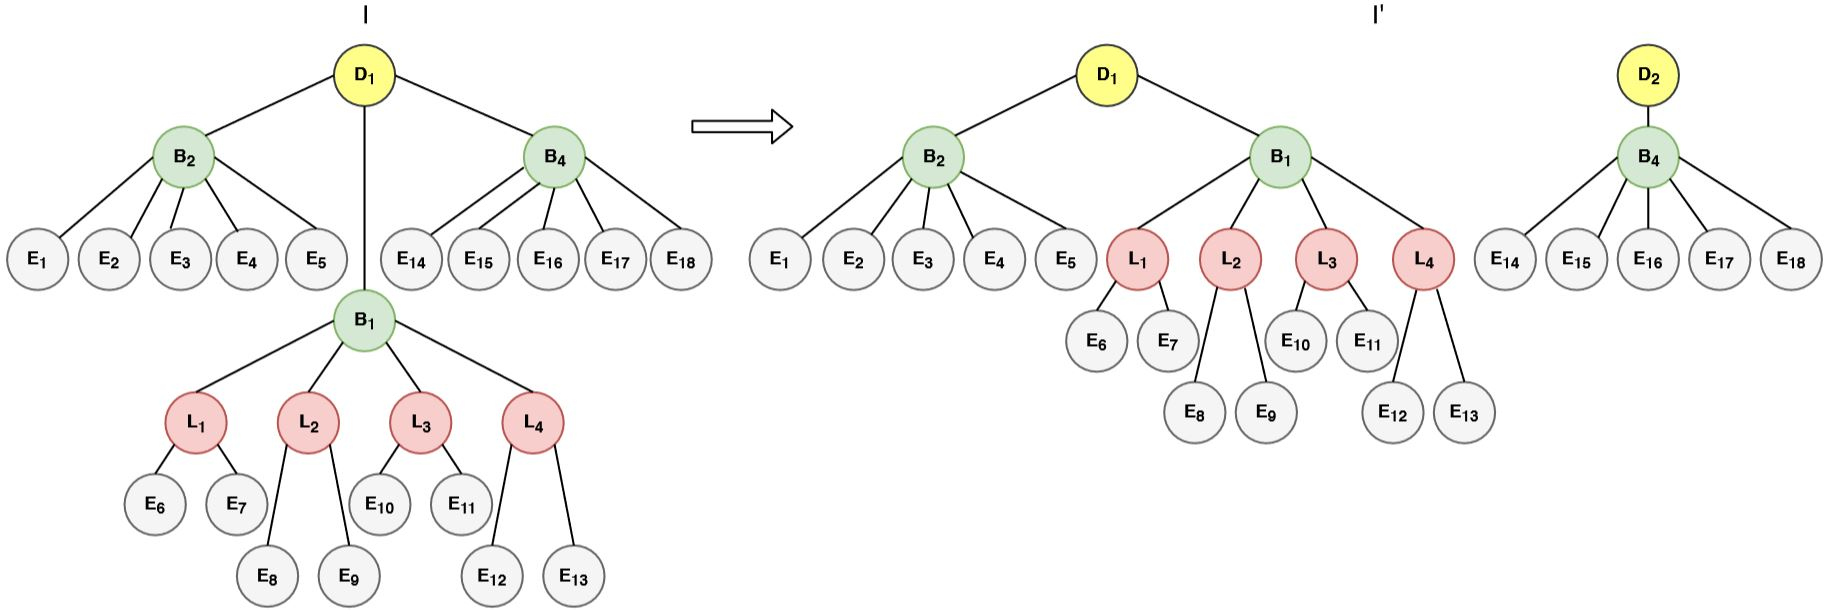 I I'
D1 D1 D2
B2 B4 B2 B1 B4
E1 E2 E3 E4 E5 E14 E15 E16 E17 E18 E1 E2 E3 E4 E5 L1 L2 L3 L4 E14 E15 E16 E17 E18
B1 E6 E7 E10 E11
L1 L2 L3 L4 E8 E9 E12 E13
E6 E7 E10 E11
E8 E9 E12 E13